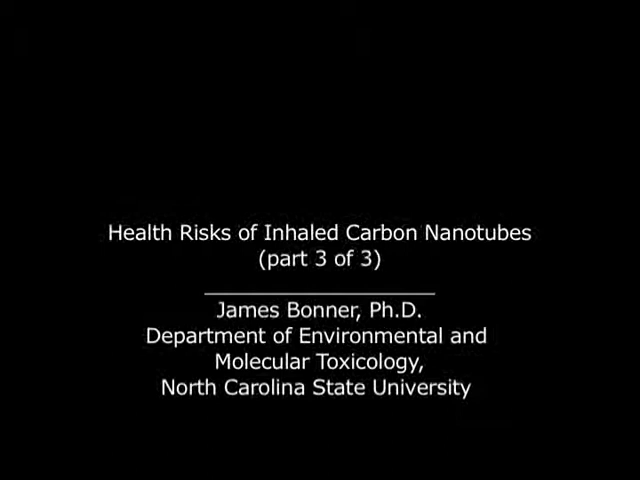 Health Risks of Inhaled Carbon Nanotubes
(part 3 of 3)
James Bonner, Ph.D.
Department of Environmental and
Molecular Toxicology,
North Carolina State University